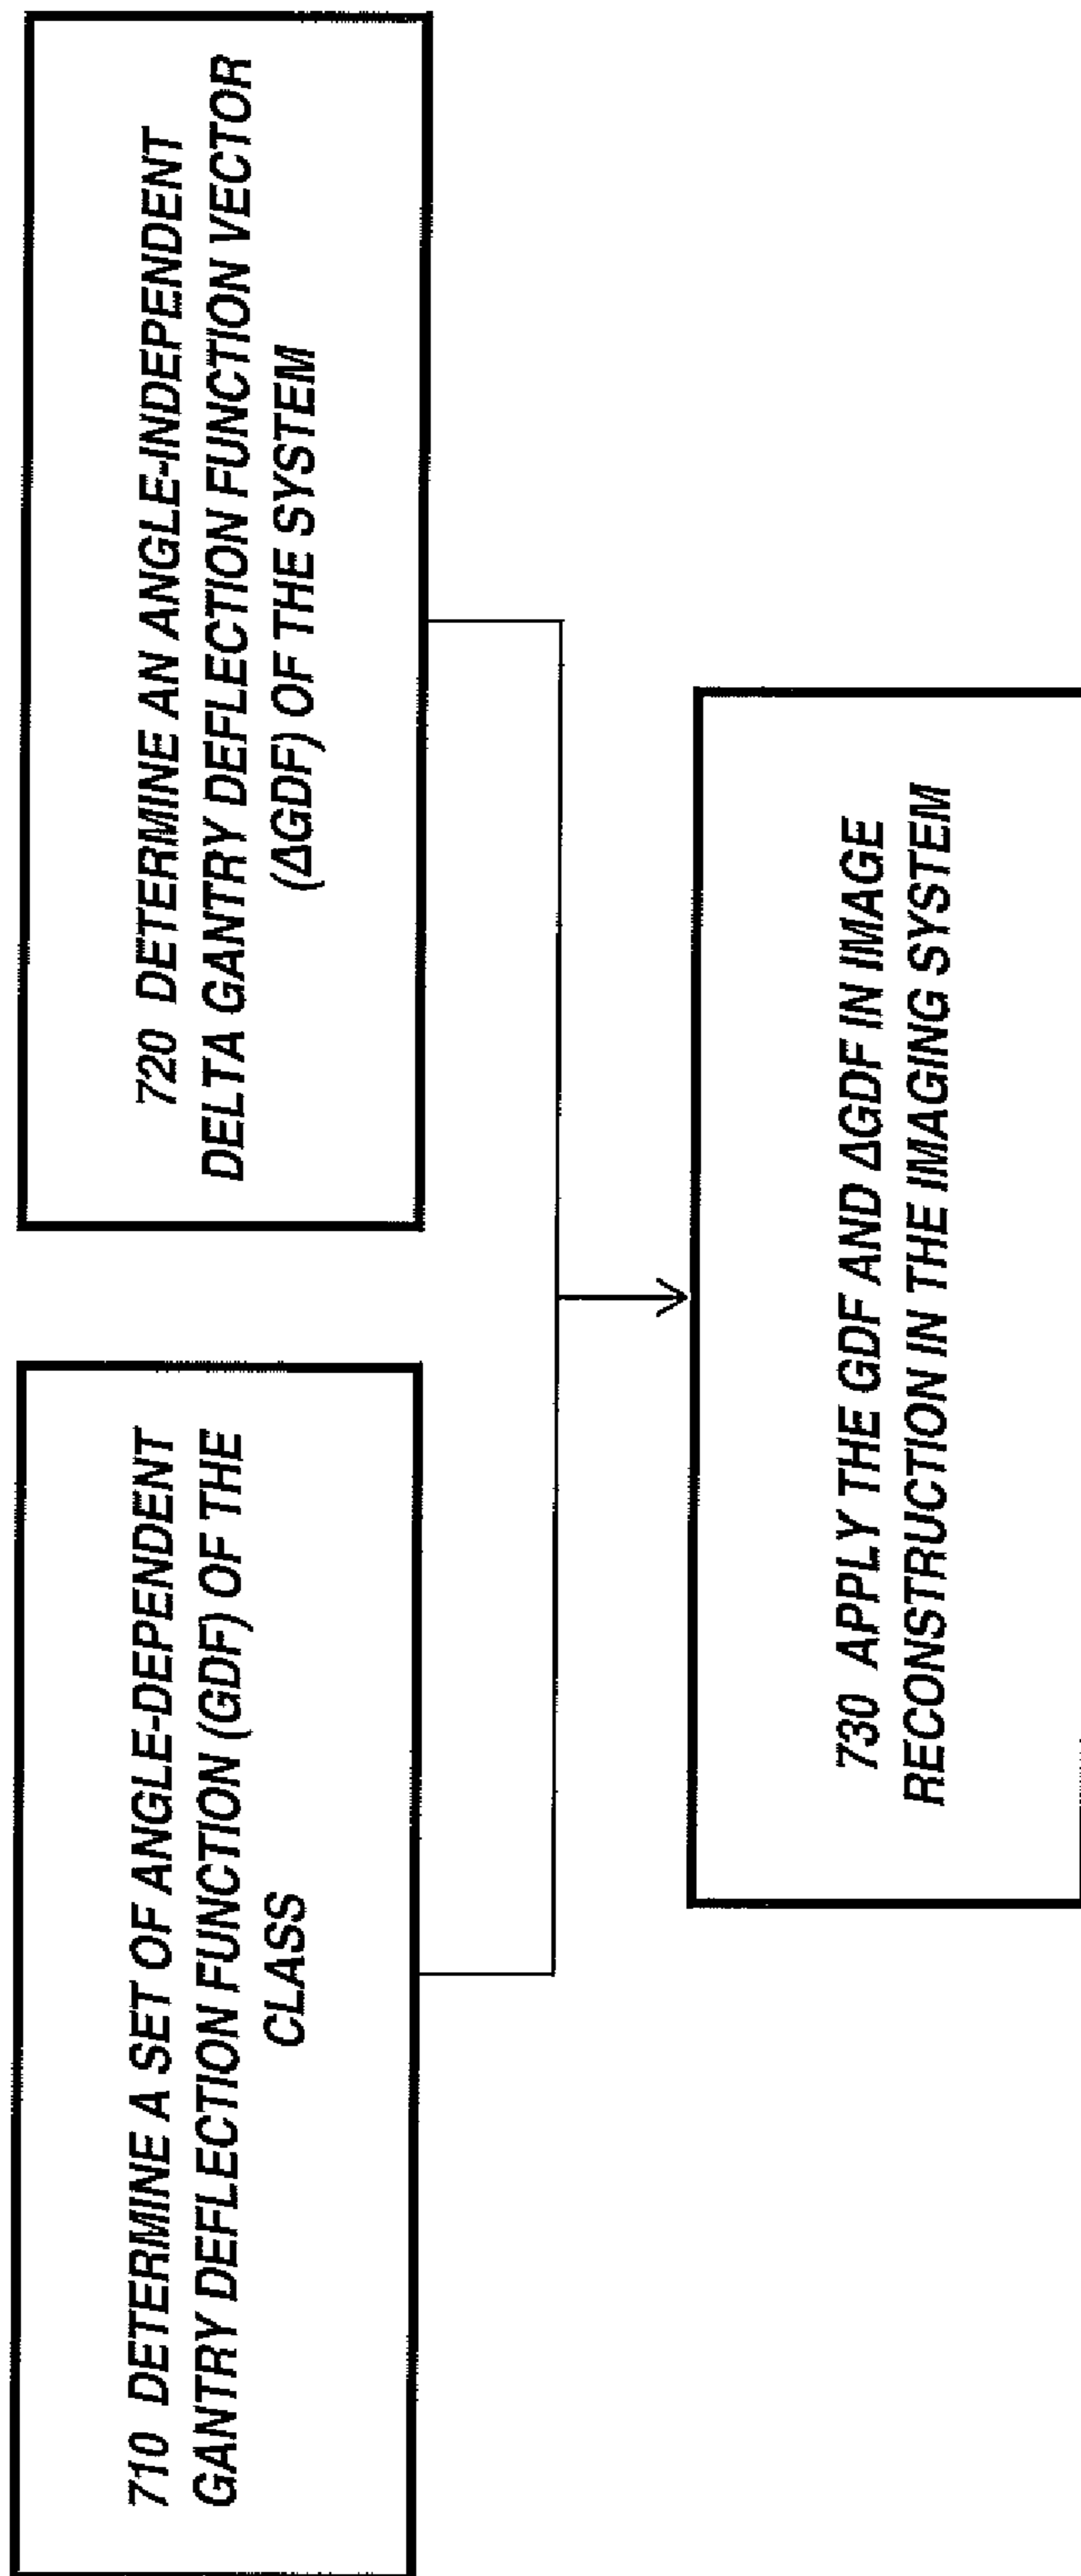 710 DETERMINE A SET OF ANGLE-DEPENDENT
GANTRY DEFLECTION FUNCTION (GDF) OF THE
CLASS
720 DETERMINE AN ANGLE-INDEPENDENT
DELTA GANTRY DEFLECTION FUNCTION VECTOR
(ΔGDF) OF THE SYSTEM
730 APPLY THE GDF AND ΔGDF IN IMAGE
RECONSTRUCTION IN THE IMAGING SYSTEM